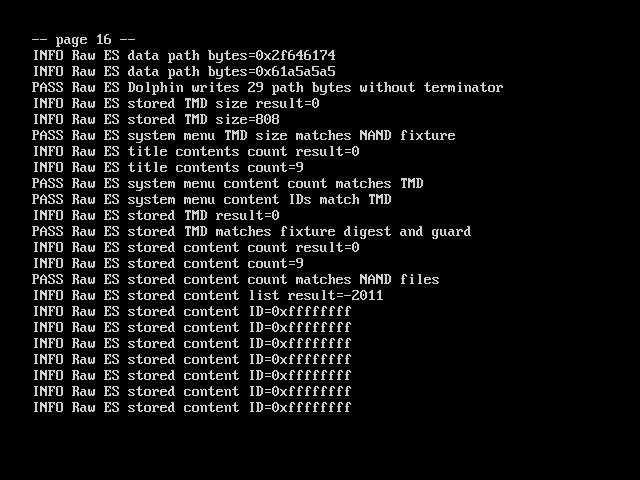 -- page 16 --
INFO Raw ES data path bytes=0x2f646174
INFO Raw ES data path bytes=0x61a5a5a5
PASS Raw ES Dolphin writes 29 path bytes without terminator
INFO Raw ES stored TMD size result=0
INFO Raw ES stored TMD size=808
PASS Raw ES system menu TMD size matches NAND fixture
INFO Raw ES title contents count result=0
INFO Raw ES title contents count=9
PASS Raw ES system menu content count matches TMD
PASS Raw ES system menu content IDs match TMD
INFO Raw ES stored TMD result=0
PASS Raw ES stored TMD matches fixture digest and guard
INFO Raw ES stored content count result=0
INFO Raw ES stored content count=9
PASS Raw ES stored content count matches NAND files
INFO Raw ES stored content list result=-2011
INFO Raw ES stored content ID=0xffffffff
INFO Raw ES stored content ID=0xffffffff
INFO Raw ES stored content ID=0xffffffff
INFO Raw ES stored content ID=0xffffffff
INFO Raw ES stored content ID=0xffffffff
INFO Raw ES stored content ID=0xffffffff
INFO Raw ES stored content ID=0xffffffff